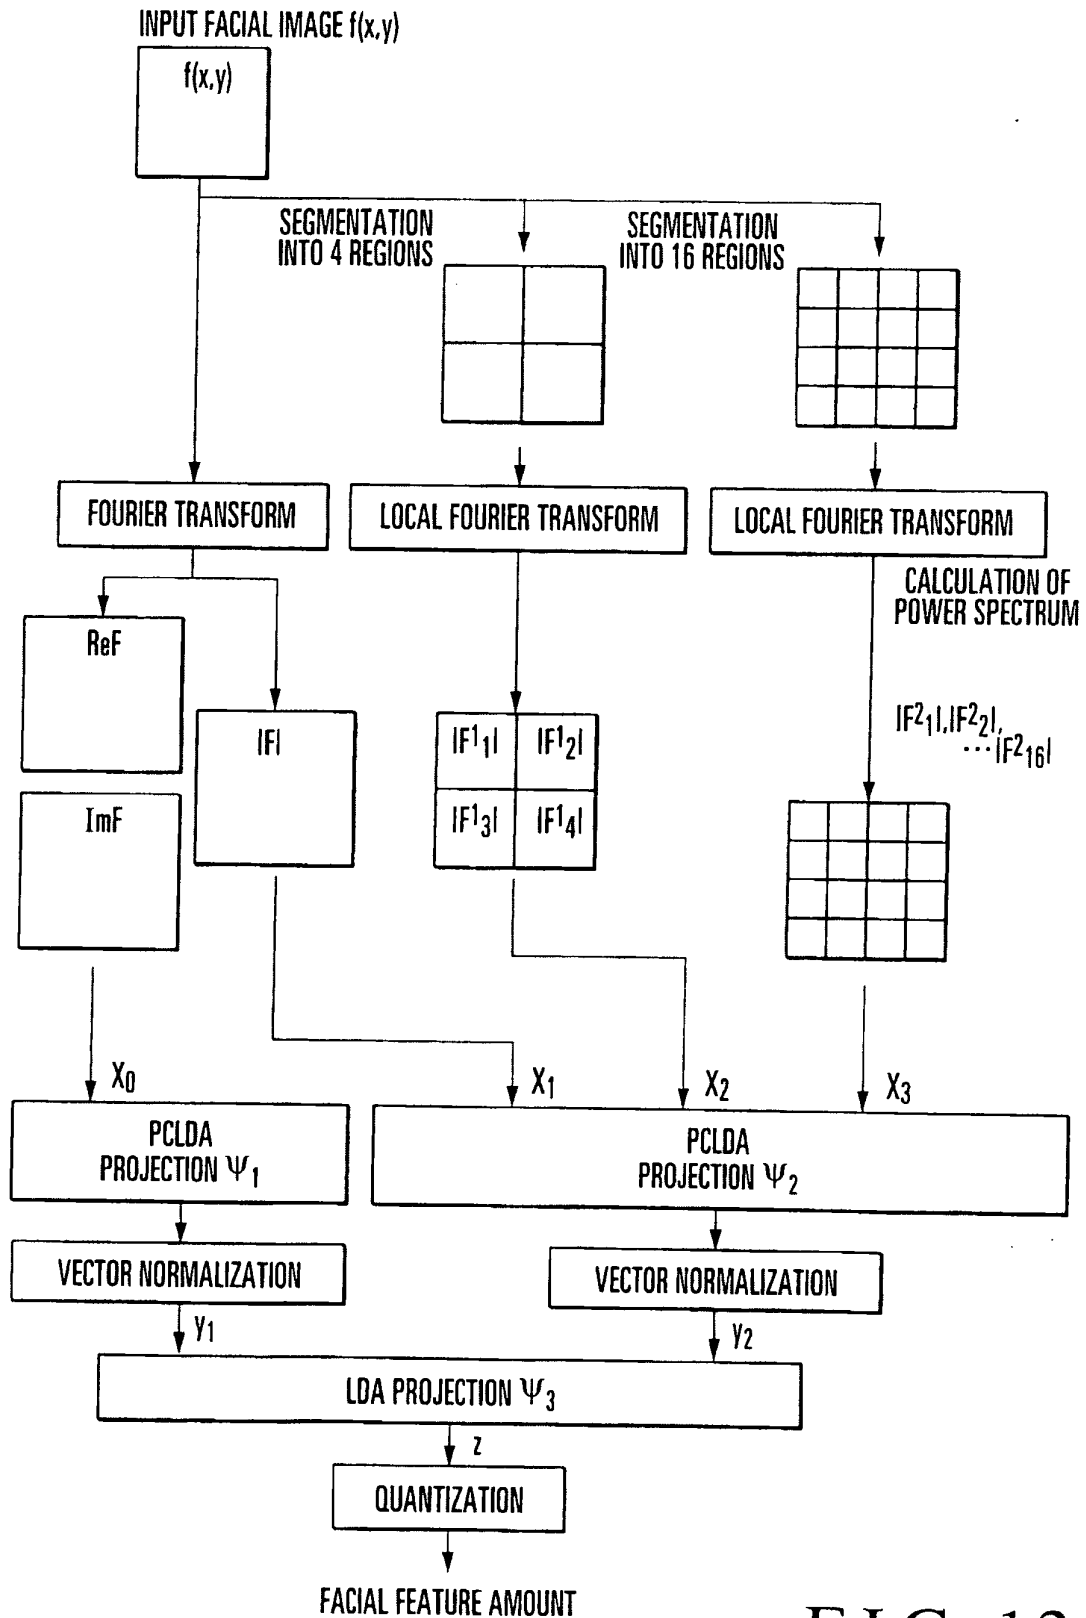 INPUT FACIAL IMAGE f(x,y)
f(x,y)
SEGMENTATION
INTO 4 REGIONS
SEGMENTATION
INTO 16 REGIONS
FOURIER TRANSFORM
LOCAL FOURIER TRANSFORM
LOCAL FOURIER TRANSFORM
CALCULATION OF
POWER SPECTRUM
ReF
|F|
|F¹₁| |F¹₂|
|F²₁|,|F²₂|,
···|F²₁₆|
ImF
|F¹₃| |F¹₄|
X₀
X₁
X₂
X₃
PCLDA
PROJECTION Ψ₁
PCLDA
PROJECTION Ψ₂
VECTOR NORMALIZATION
VECTOR NORMALIZATION
y₁
y₂
LDA PROJECTION Ψ₃
z
QUANTIZATION
FACIAL FEATURE AMOUNT